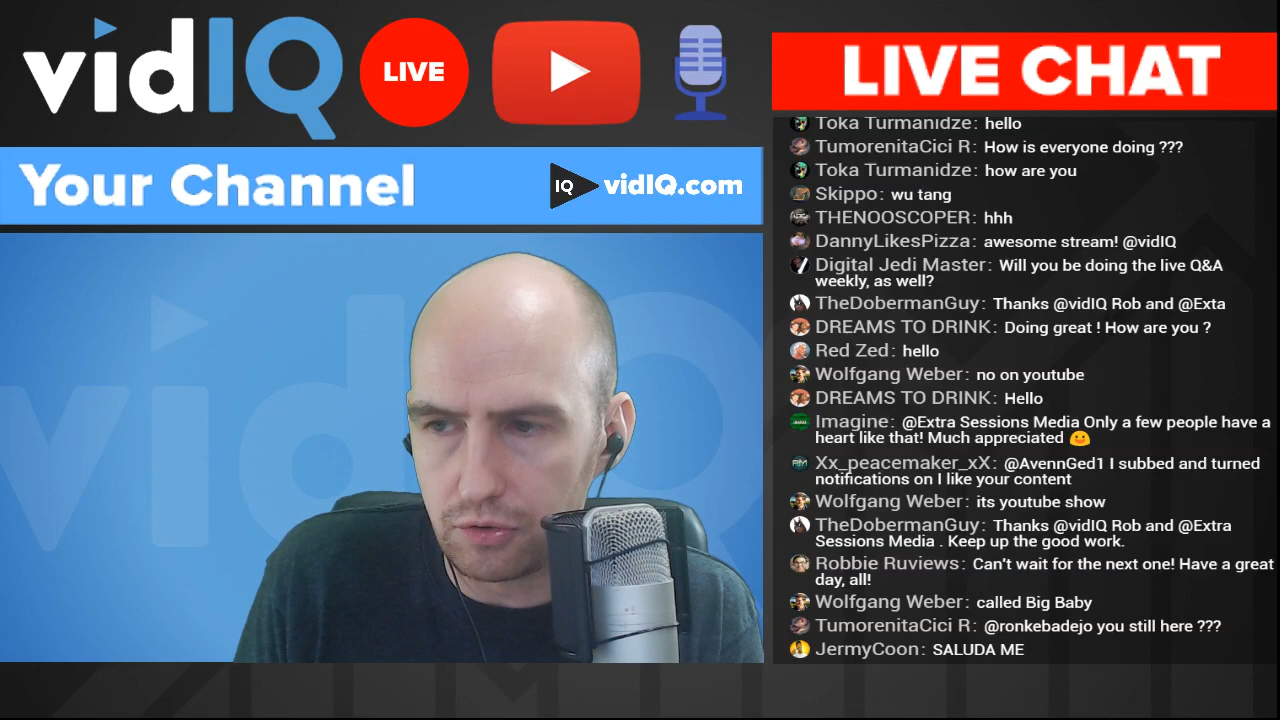 vidIQ
LIVE
Your Channel
IQ
vidIQ.com
LIVE CHAT
Toka Turmanidze: hello
TumorenitaCici R: How is everyone doing ???
Toka Turmanidze: how are you
Skippo: wu tang
THENOOSCOPER: hhh
DannyLikesPizza: awesome stream! @vidIQ
Digital Jedi Master: Will you be doing the live Q&A
weekly, as well?
TheDobermanGuy: Thanks @vidIQ Rob and @Exta
DREAMS TO DRINK: Doing great ! How are you ?
Red Zed: hello
Wolfgang Weber: no on youtube
DREAMS TO DRINK: Hello
Imagine: @Extra Sessions Media Only a few people have a
heart like that! Much appreciated
Xx_peacemaker_xX: @AvennGed1 I subbed and turned
notifications on I like your content
Wolfgang Weber: its youtube show
TheDobermanGuy: Thanks @vidIQ Rob and @Extra
Sessions Media . Keep up the good work.
Robbie Ruviews: Can't wait for the next one! Have a great
day, all!
Wolfgang Weber: called Big Baby
TumorenitaCici R: @ronkebadejo you still here ???
JermyCoon: SALUDA ME
vidIQ